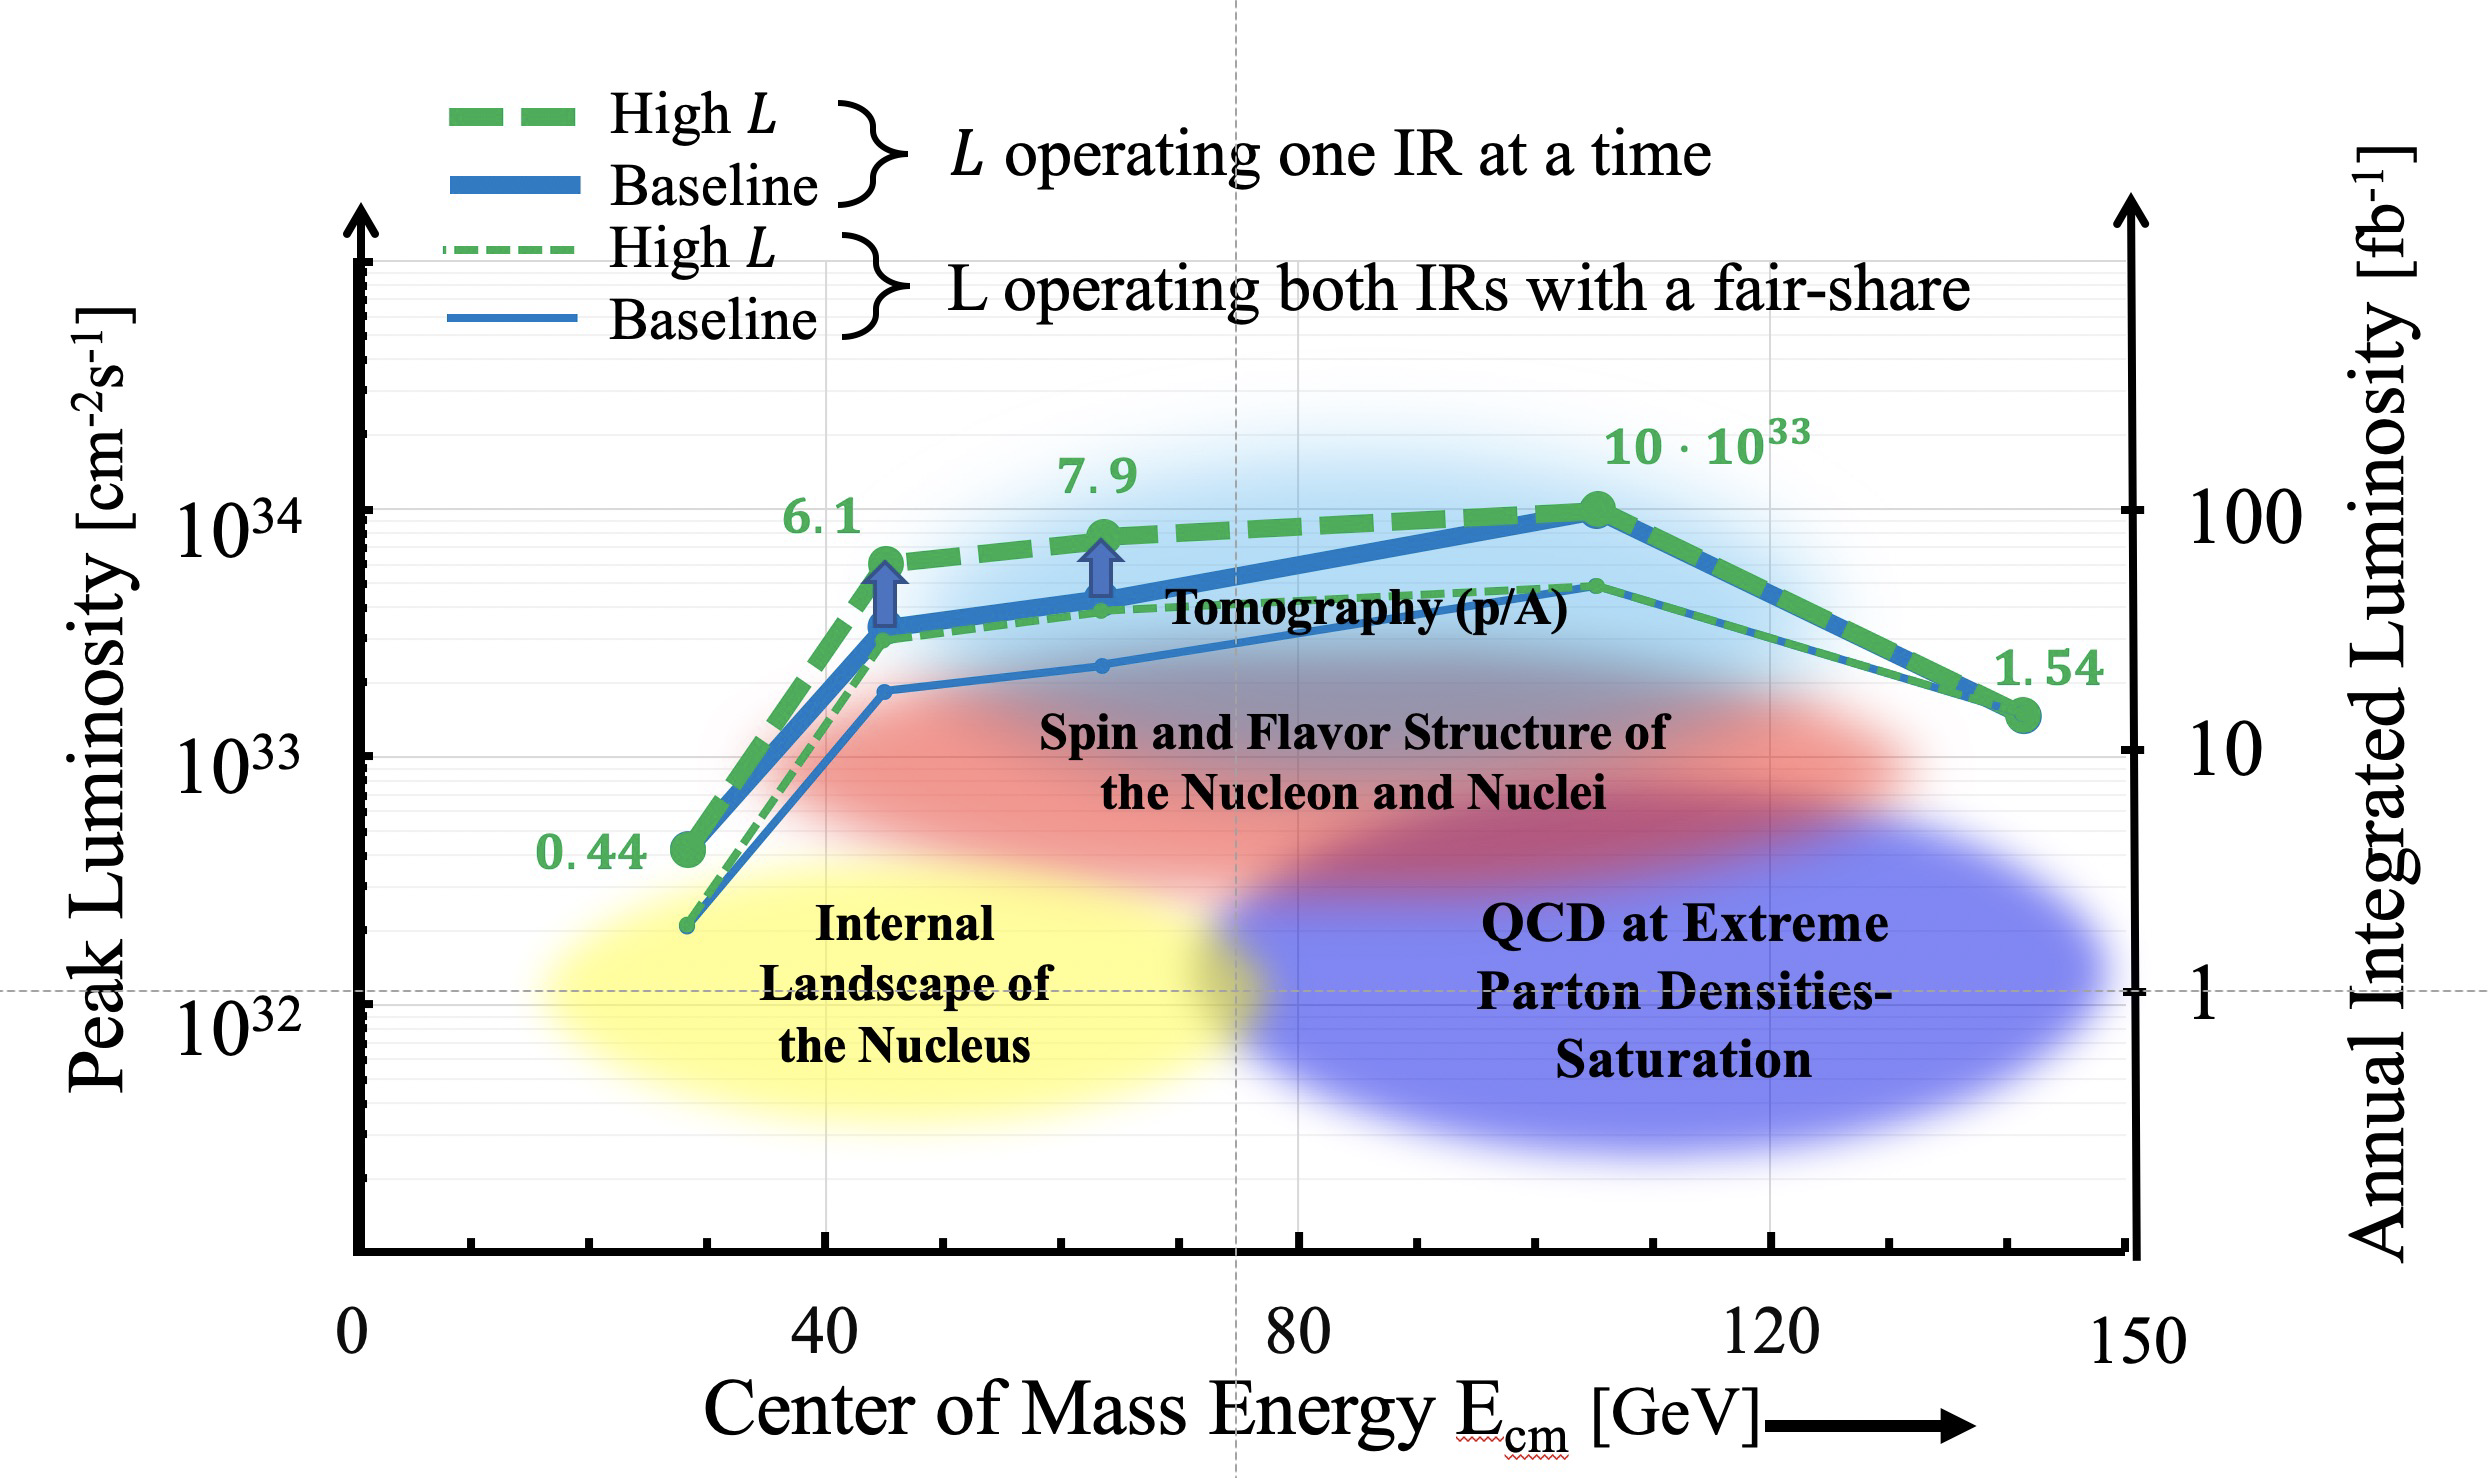 High L
Baseline
L operating one IR at a time
High L
Baseline
L operating both IRs with a fair-share
Peak Luminosity [cm⁻²s⁻¹]
10³⁴
10³³
10³²
Annual Integrated Luminosity [fb⁻¹]
100
10
1
6.1
7.9
10 · 10³³
1.54
0.44
Tomography (p/A)
Spin and Flavor Structure of
the Nucleon and Nuclei
Internal
Landscape of
the Nucleus
QCD at Extreme
Parton Densities-
Saturation
0
40
80
120
150
Center of Mass Energy E_cm [GeV]